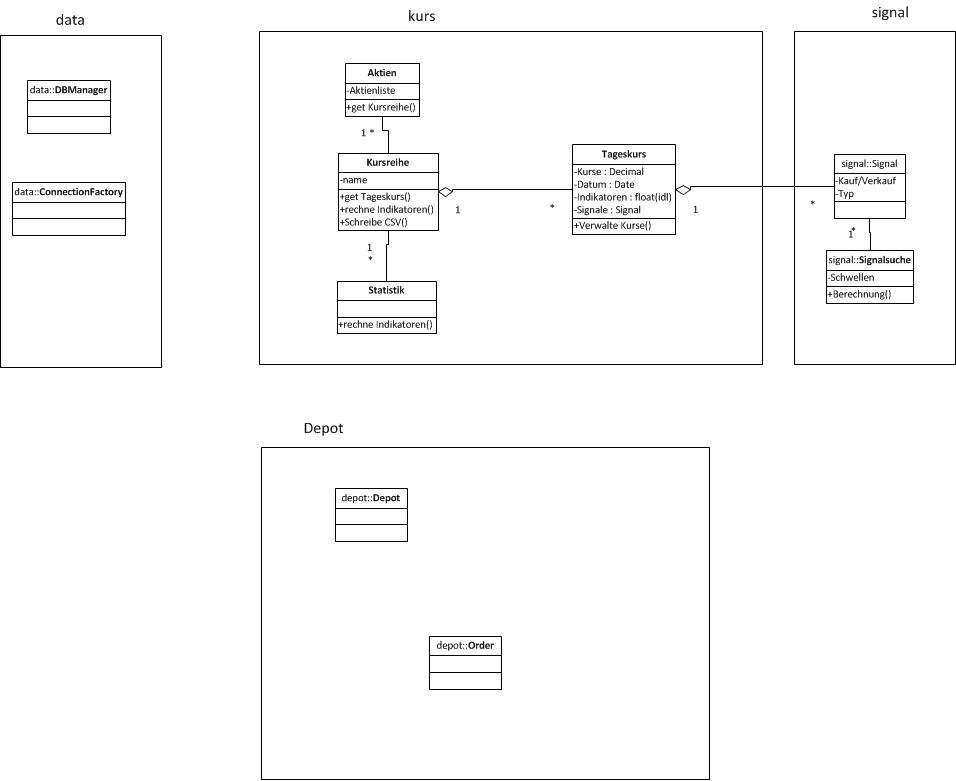 data
data::DBManager
data::ConnectionFactory
kurs
Aktien
-Aktienliste
+get Kursreihe()
1 *
Kursreihe
-name
+get Tageskurs()
+rechne Indikatoren()
+Schreibe CSV()
1
*
1
*
Statistik
+rechne Indikatoren()
Tageskurs
-Kurse : Decimal
-Datum : Date
-Indikatoren : float(idl)
-Signale : Signal
+Verwalte Kurse()
1
*
signal
signal::Signal
-Kauf/Verkauf
-Typ
*
1
signal::Signalsuche
-Schwellen
+Berechnung()
Depot
depot::Depot
depot::Order